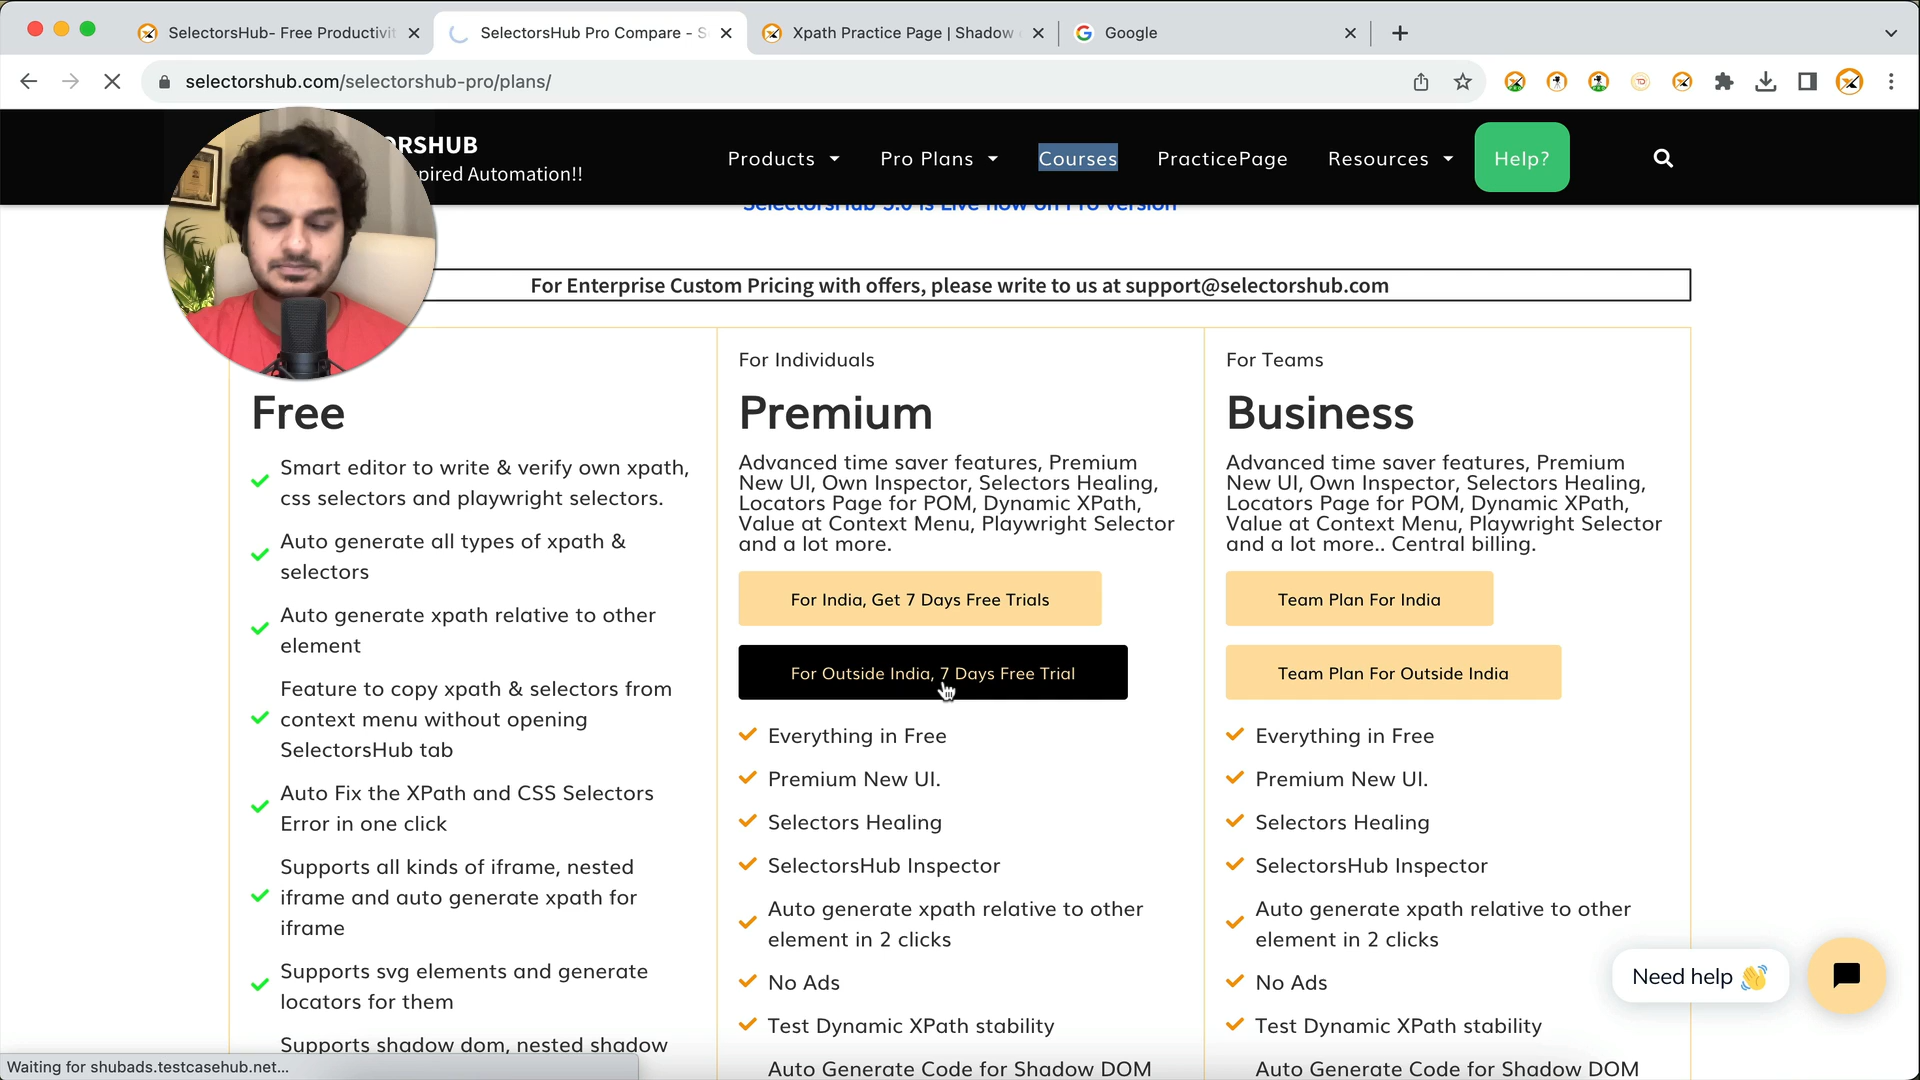 SelectorsHub- Free Productivit
SelectorsHub Pro Compare - S
Xpath Practice Page | Shadow
Google
selectorshub.com/selectorshub-pro/plans/
ORSHUB
pired Automation!!
Products
Pro Plans
Courses
PracticePage
Resources
Help?
SelectorsHub 5.0 is Live now on Pro version
For Enterprise Custom Pricing with offers, please write to us at support@selectorshub.com
Free
Smart editor to write & verify own xpath,
css selectors and playwright selectors.
Auto generate all types of xpath &
selectors
Auto generate xpath relative to other
element
Feature to copy xpath & selectors from
context menu without opening
SelectorsHub tab
Auto Fix the XPath and CSS Selectors
Error in one click
Supports all kinds of iframe, nested
iframe and auto generate xpath for
iframe
Supports svg elements and generate
locators for them
Supports shadow dom, nested shadow
For Individuals
Premium
Advanced time saver features, Premium
New UI, Own Inspector, Selectors Healing,
Locators Page for POM, Dynamic XPath,
Value at Context Menu, Playwright Selector
and a lot more.
For India, Get 7 Days Free Trials
For Outside India, 7 Days Free Trial
Everything in Free
Premium New UI.
Selectors Healing
SelectorsHub Inspector
Auto generate xpath relative to other
element in 2 clicks
No Ads
Test Dynamic XPath stability
Auto Generate Code for Shadow DOM
For Teams
Business
Advanced time saver features, Premium
New UI, Own Inspector, Selectors Healing,
Locators Page for POM, Dynamic XPath,
Value at Context Menu, Playwright Selector
and a lot more.. Central billing.
Team Plan For India
Team Plan For Outside India
Everything in Free
Premium New UI.
Selectors Healing
SelectorsHub Inspector
Auto generate xpath relative to other
element in 2 clicks
No Ads
Test Dynamic XPath stability
Auto Generate Code for Shadow DOM
Need help 👋
Waiting for shubads.testcasehub.net...